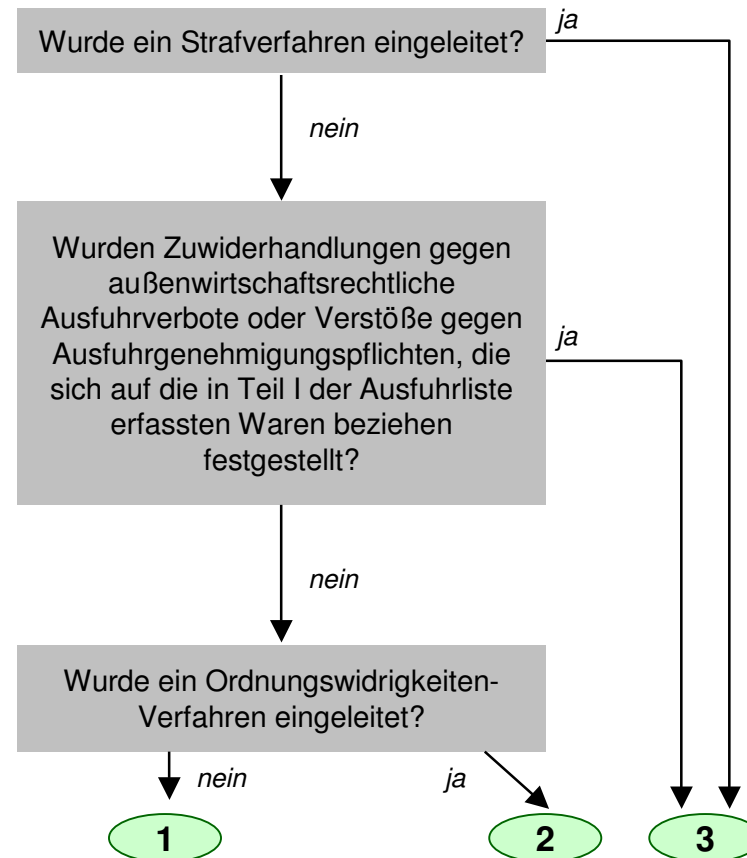 Wurde ein Strafverfahren eingeleitet?
ja
nein
Wurden Zuwiderhandlungen gegen
außenwirtschaftsrechtliche
Ausfuhrverbote oder Verstöße gegen
Ausfuhrgenehmigungspflichten, die
sich auf die in Teil I der Ausfuhrliste
erfassten Waren beziehen
festgestellt?
ja
nein
Wurde ein Ordnungswidrigkeiten-
Verfahren eingeleitet?
nein
ja
1
2
3